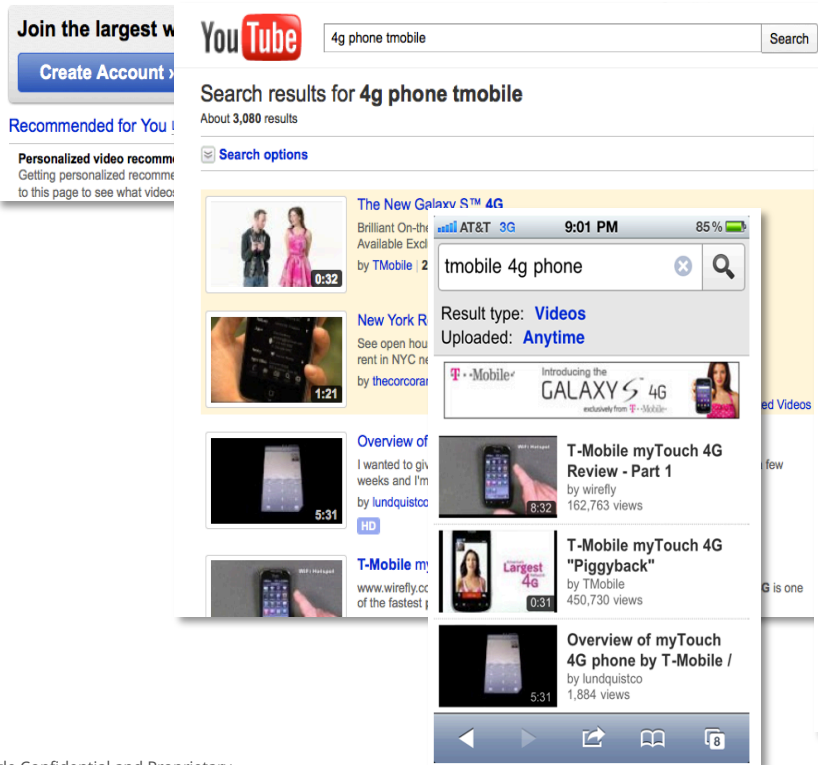 Join the largest w
Create Account »
Recommended for You
Personalized video recomm
Getting personalized recomme
to this page to see what videos
YouTube
4g phone tmobile
Search
Search results for 4g phone tmobile
About 3,080 results
Search options
0:32
The New Galaxy S™ 4G
Brilliant On-the
Available Excl
by TMobile | 2
1:21
New York R
See open hou
rent in NYC ne
by thecorcorar
ed Videos
5:31
Overview of
I wanted to giv
few
weeks and I'm
by lundquistco
HD
WiFi Hotspot
T-Mobile my
www.wirefly.co
G is one
of the fastest p
AT&T 3G 9:01 PM 85%
tmobile 4g phone
Result type: Videos
Uploaded: Anytime
T··Mobile·
Introducing the
GALAXY S 4G
exclusively from T··Mobile·
WiFi Hotspot
8:32
T-Mobile myTouch 4G
Review - Part 1
by wirefly
162,763 views
Largest
4G
0:31
T-Mobile myTouch 4G
"Piggyback"
by TMobile
450,730 views
5:31
Overview of myTouch
4G phone by T-Mobile /
by lundquistco
1,884 views
8
Confidential and Proprietary